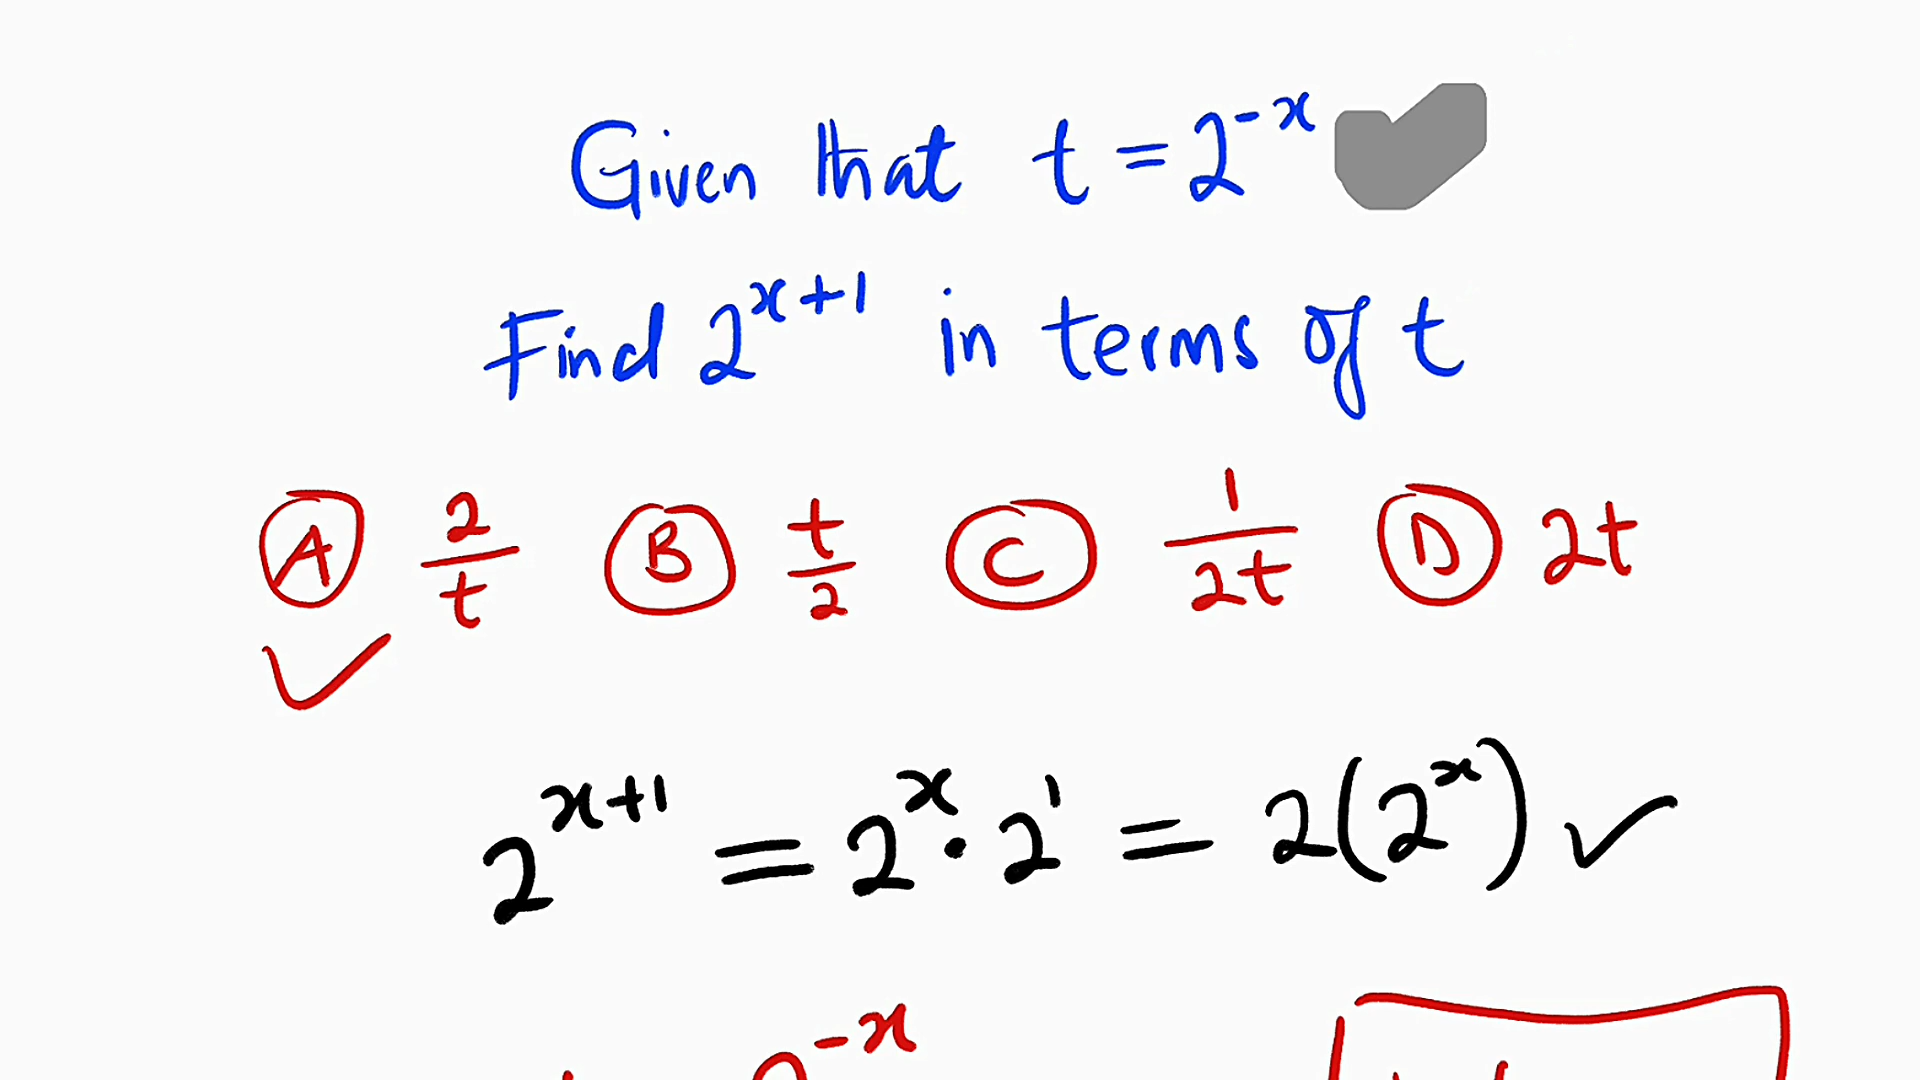 Given that t = 2^{-x}
Find 2^{x+1} in terms of t
A 2/t B t/2 C 1/2t D 2t
✓
2^{x+1} = 2^x · 2^1 = 2(2^x) ✓